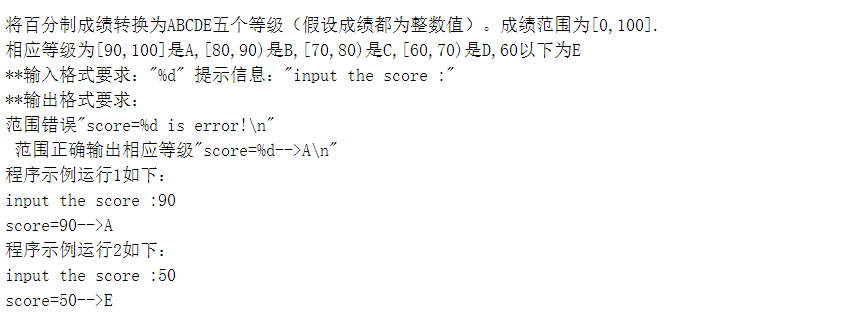 将百分制成绩转换为ABCDE五个等级（假设成绩都为整数值）。成绩范围为[0,100].
相应等级为[90,100]是A,[80,90)是B,[70,80)是C,[60,70)是D,60以下为E
**输入格式要求："%d" 提示信息："input the score :"
**输出格式要求：
范围错误"score=%d is error!\n"
范围正确输出相应等级"score=%d-->A\n"
程序示例运行1如下：
input the score :90
score=90-->A
程序示例运行2如下：
input the score :50
score=50-->E